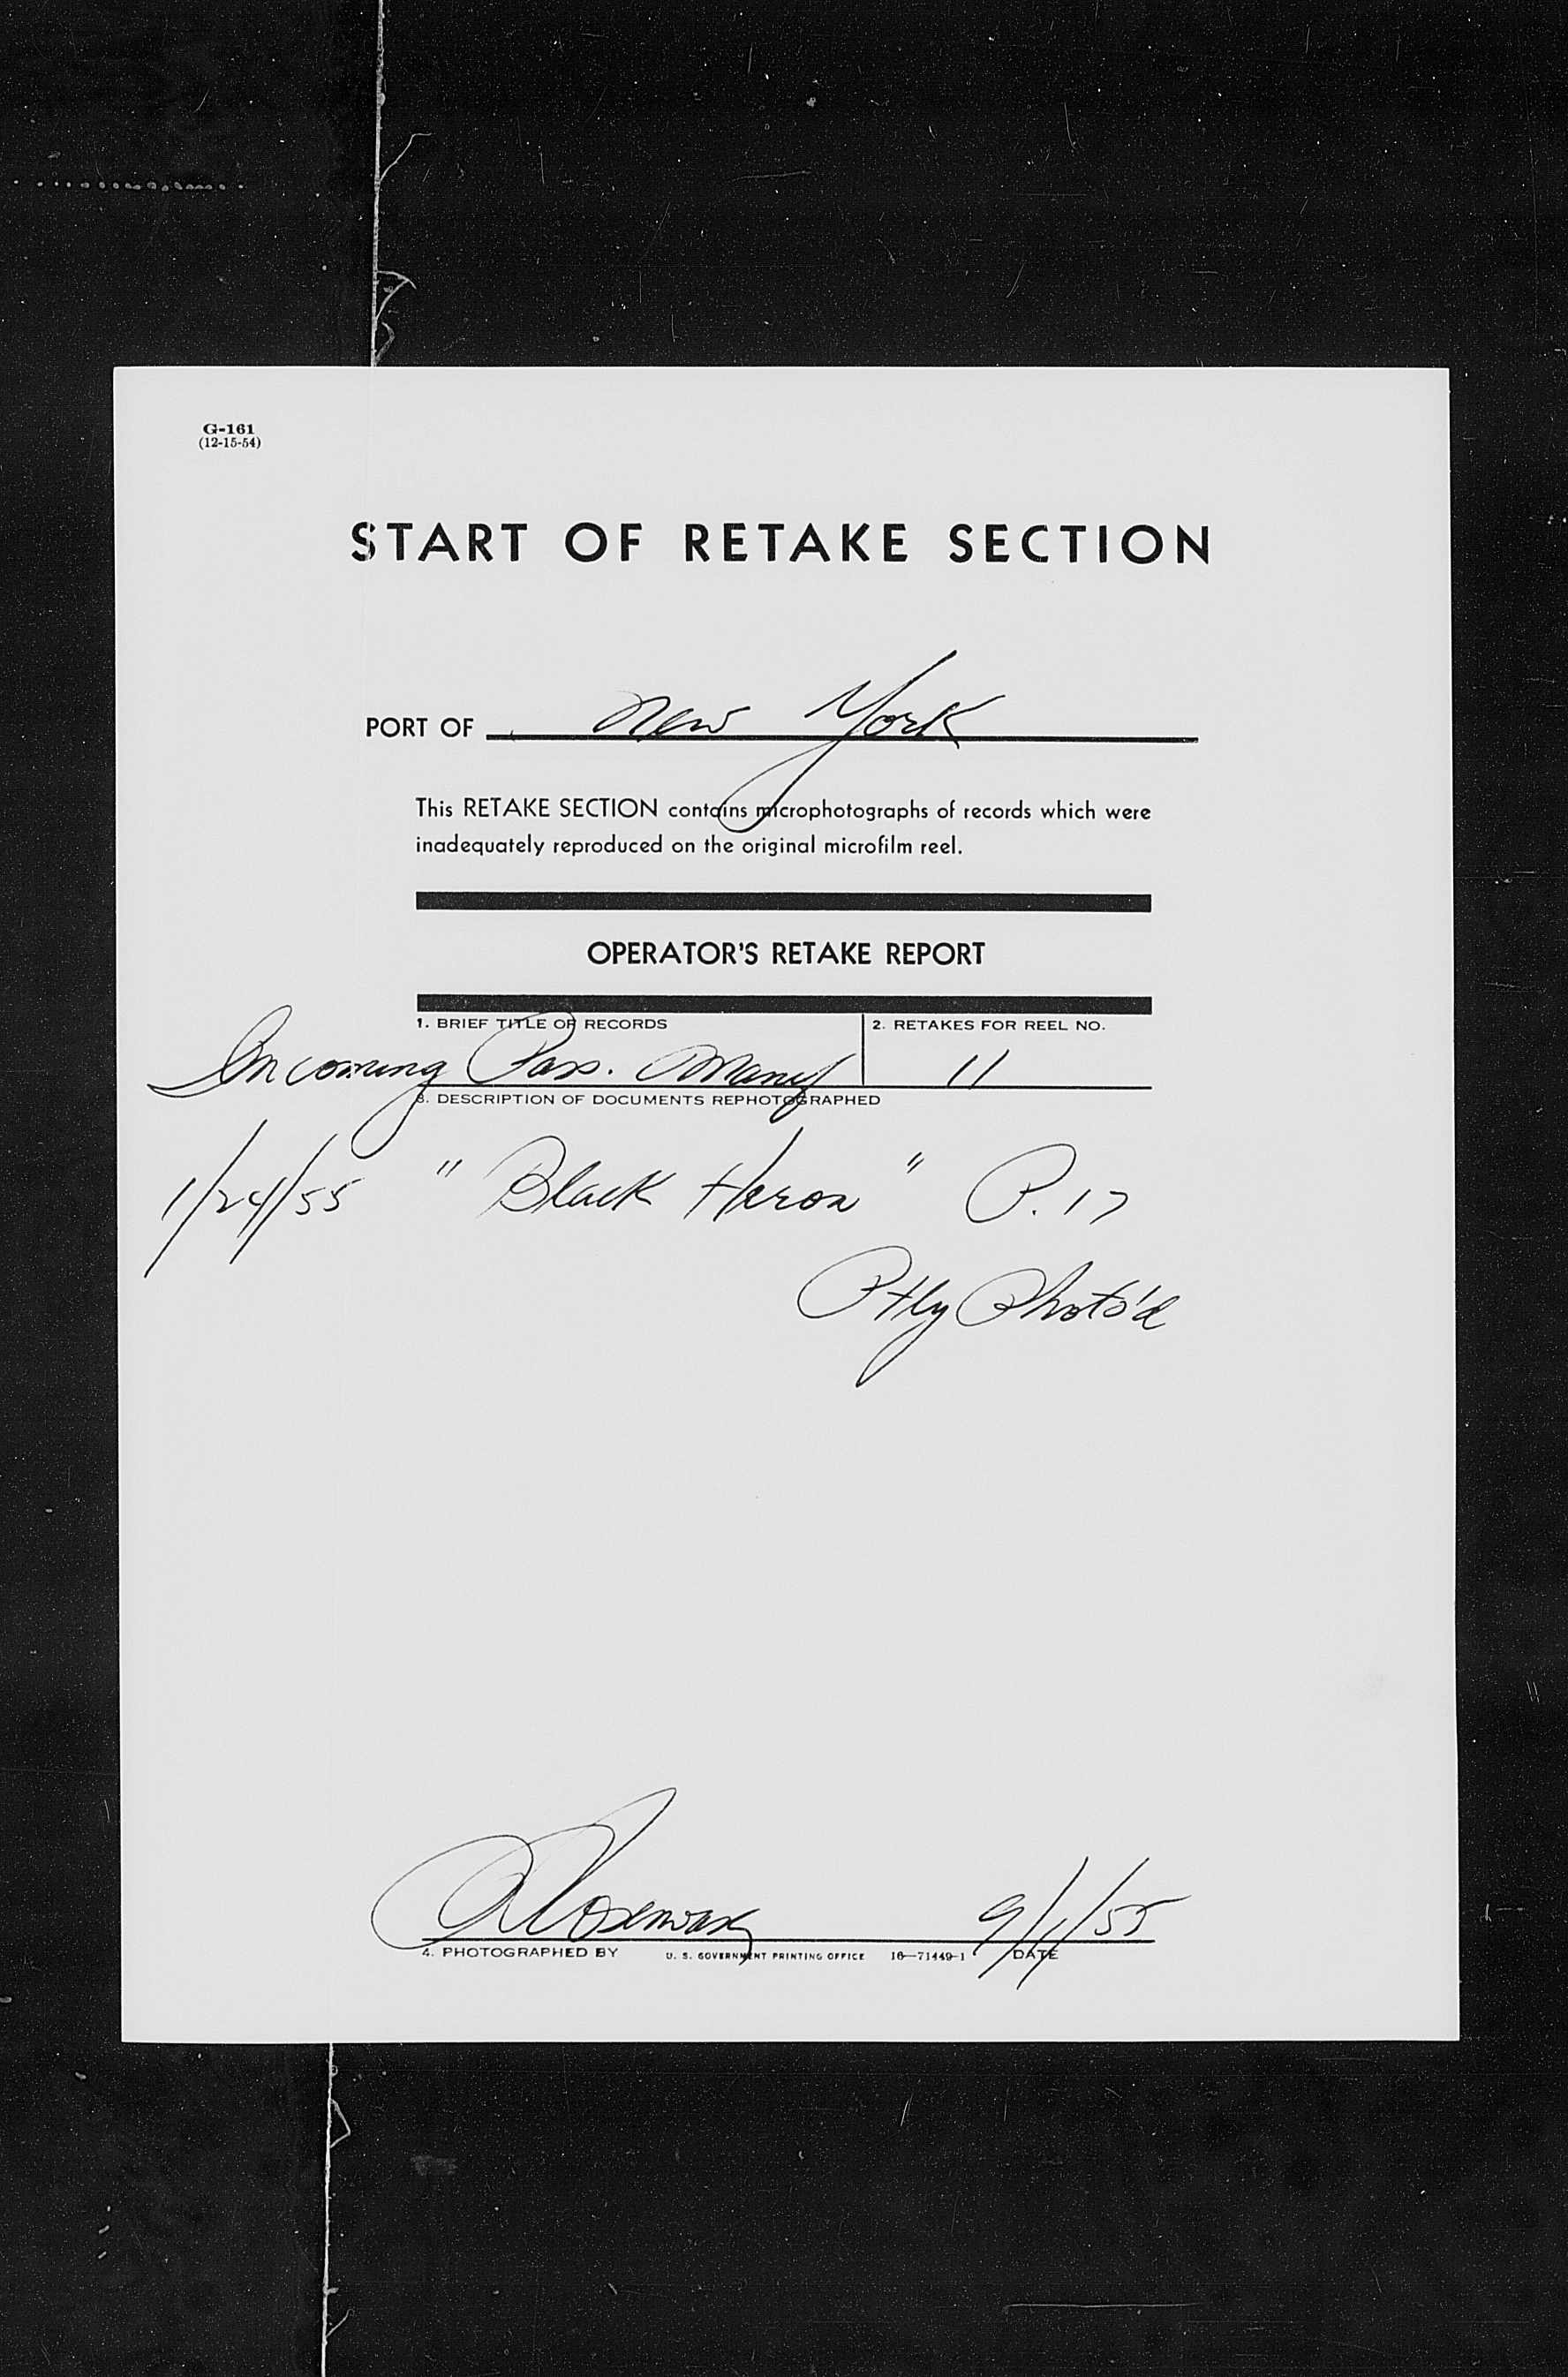 G-161
(12-15-54)
START OF RETAKE SECTION
PORT OF New York
This RETAKE SECTION contains microphotographs of records which were
inadequately reproduced on the original microfilm reel.
OPERATOR'S RETAKE REPORT
1. BRIEF TITLE OF RECORDS 2. RETAKES FOR REEL NO.
Incoming Pass. Many 11
3. DESCRIPTION OF DOCUMENTS REPHOTOGRAPHED
1/24/55 "Black Heron" P. 17
Ptly Photo'd
9/1/55
4. PHOTOGRAPHED BY U. S. GOVERNMENT PRINTING OFFICE 16—71449-1 DATE